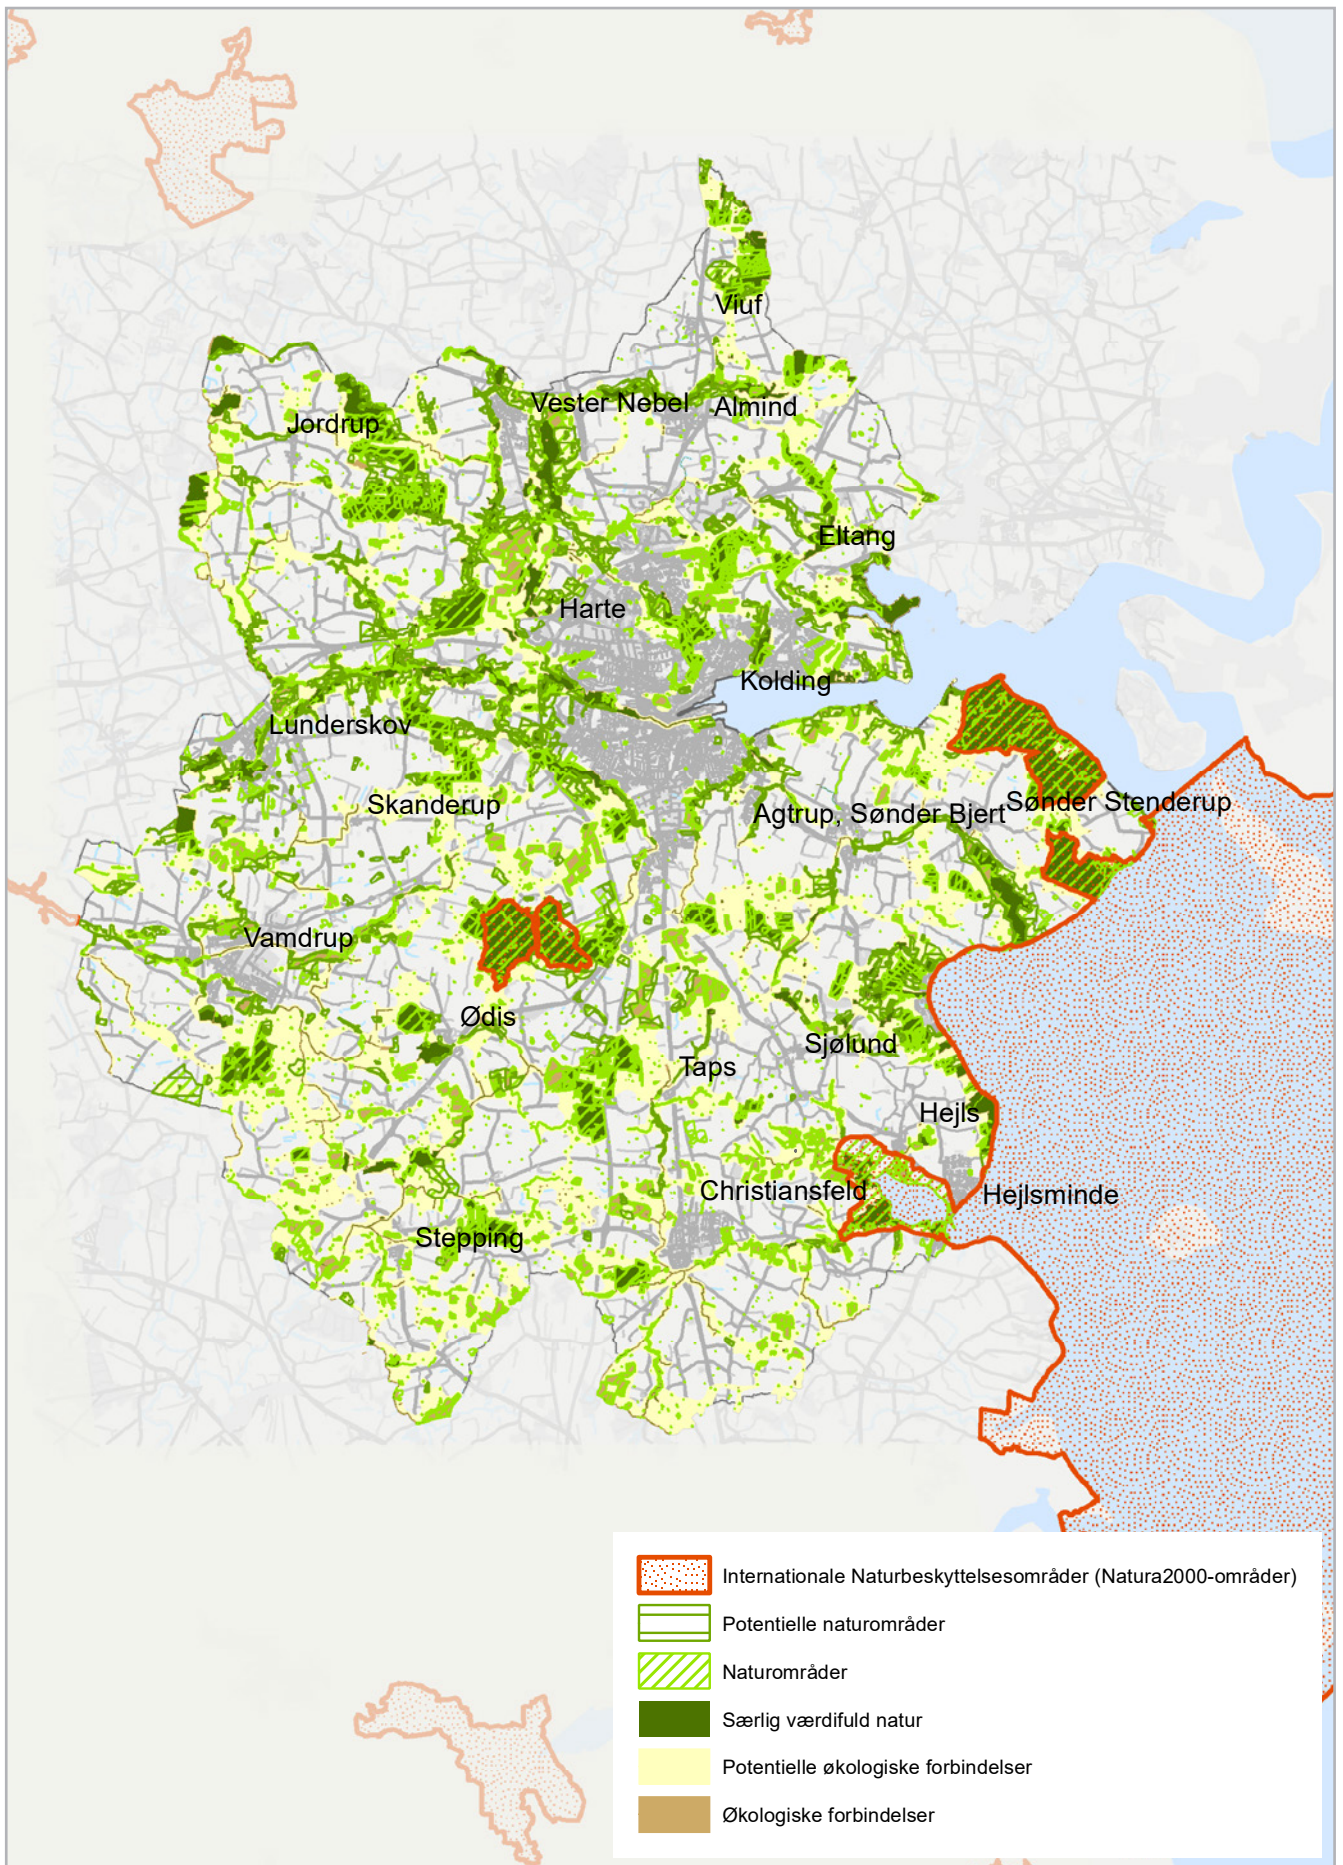 Viuf
Vester Nebel
Almind
Jordrup
Eltang
Harte
Kolding
Lunderskov
Skanderup
Agtrup, Sønder Bjert
Sønder Stenderup
Vamdrup
Ødis
Sjølund
Taps
Hejls
Christiansfeld
Hejlsminde
Stepping
Internationale Naturbeskyttelsesområder (Natura2000-områder)
Potentielle naturområder
Naturområder
Særlig værdifuld natur
Potentielle økologiske forbindelser
Økologiske forbindelser